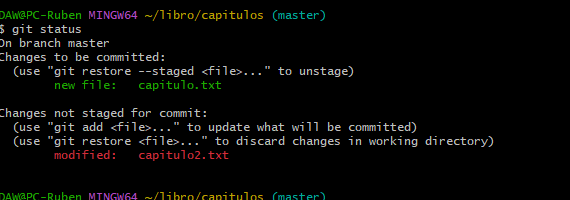 DAW@PC-Ruben MINGW64 ~/libro/capitulos (master)
$ git status
On branch master
Changes to be committed:
  (use "git restore --staged <file>..." to unstage)
        new file:   capitulo.txt

Changes not staged for commit:
  (use "git add <file>..." to update what will be committed)
  (use "git restore <file>..." to discard changes in working directory)
        modified:   capitulo2.txt

DAW@PC-Ruben MINGW64 ~/libro/capitulos (master)